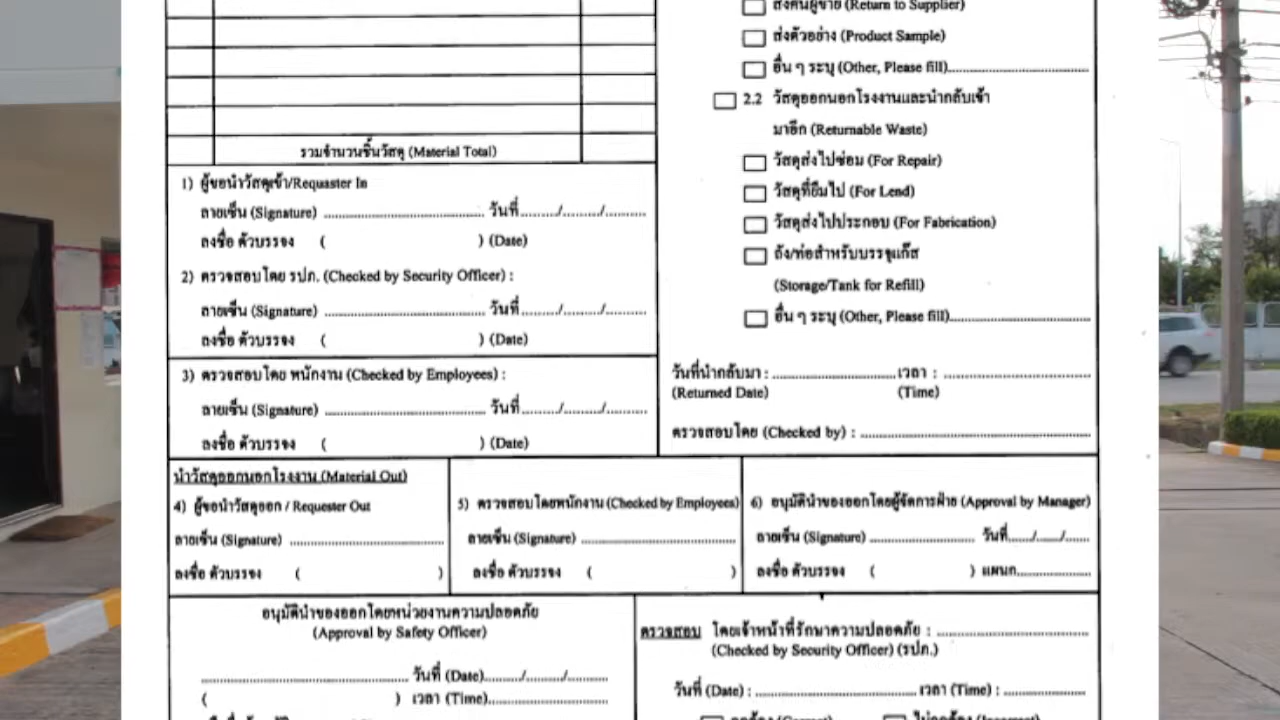 ส่งคืนผู้ขาย (Return to Supplier)
ส่งตัวอย่าง (Product Sample)
อื่น ๆ ระบุ (Other, Please fill)
2.2 วัสดุออกนอกโรงงานและนำกลับเข้า
มาอีก (Returnable Waste)
วัสดุส่งไปซ่อม (For Repair)
วัสดุที่ยืมไป (For Lend)
วัสดุส่งไปประกอบ (For Fabrication)
ถัง/ท่อสำหรับบรรจุแก๊ส
(Storage/Tank for Refill)
อื่น ๆ ระบุ (Other, Please fill)
วันที่นำกลับมา : เวลา :
(Returned Date) (Time)
ตรวจสอบโดย (Checked by) :
รวมจำนวนชิ้นวัสดุ (Material Total)
1) ผู้ขอนำวัสดุเข้า/Requaster In
ลายเซ็น (Signature) วันที่ / /
ลงชื่อ ตัวบรรจง ( ) (Date)
2) ตรวจสอบโดย รปภ. (Checked by Security Officer) :
ลายเซ็น (Signature) วันที่ / /
ลงชื่อ ตัวบรรจง ( ) (Date)
3) ตรวจสอบโดย พนักงาน (Checked by Employees) :
ลายเซ็น (Signature) วันที่ / /
ลงชื่อ ตัวบรรจง ( ) (Date)
นำวัสดุออกนอกโรงงาน (Material Out)
4) ผู้ขอนำวัสดุออก / Requester Out
ลายเซ็น (Signature)
ลงชื่อ ตัวบรรจง ( )
5) ตรวจสอบโดยพนักงาน (Checked by Employees)
ลายเซ็น (Signature)
ลงชื่อ ตัวบรรจง ( )
6) อนุมัตินำของออกโดยผู้จัดการฝ่าย (Approval by Manager)
ลายเซ็น (Signature) วันที่ / /
ลงชื่อ ตัวบรรจง ( ) แผนก
อนุมัตินำของออกโดยหน่วยงานความปลอดภัย
(Approval by Safety Officer)
วันที่ (Date) / /
( ) เวลา (Time)
ตรวจสอบ โดยเจ้าหน้าที่รักษาความปลอดภัย :
(Checked by Security Officer) (รปภ.)
วันที่ (Date) : เวลา (Time) :
ถูกต้อง (Correct) ไม่ถูกต้อง (Incorrect)